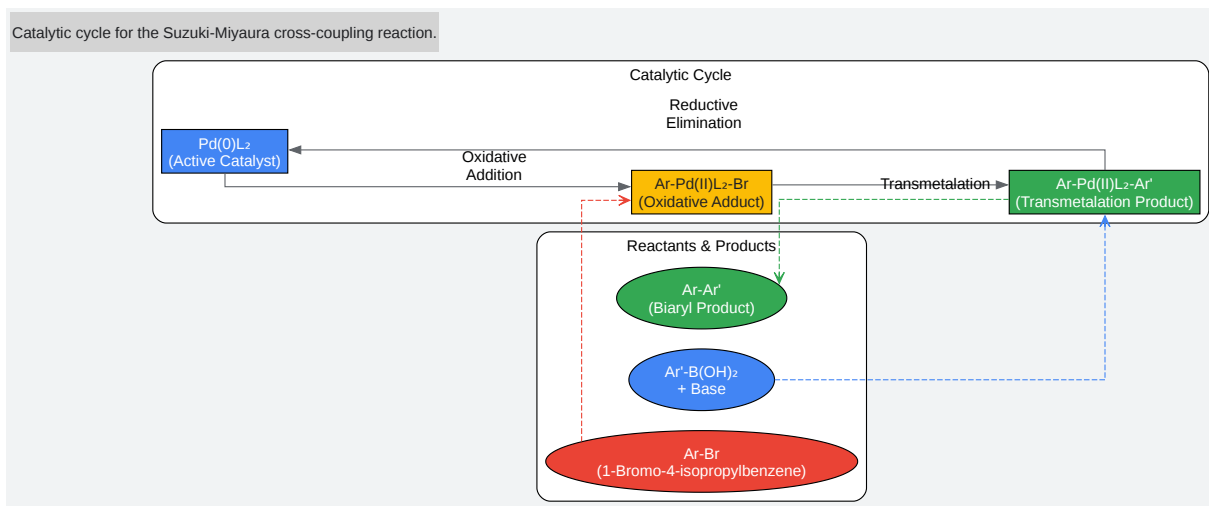 Catalytic cycle for the Suzuki-Miyaura cross-coupling reaction.
Catalytic Cycle
Reductive
Elimination
Pd(0)L₂
(Active Catalyst)
Oxidative
Addition
Ar-Pd(II)L₂-Br
(Oxidative Adduct)
Transmetalation
Ar-Pd(II)L₂-Ar'
(Transmetalation Product)
Reactants & Products
Ar-Ar'
(Biaryl Product)
Ar'-B(OH)₂
+ Base
Ar-Br
(1-Bromo-4-isopropylbenzene)